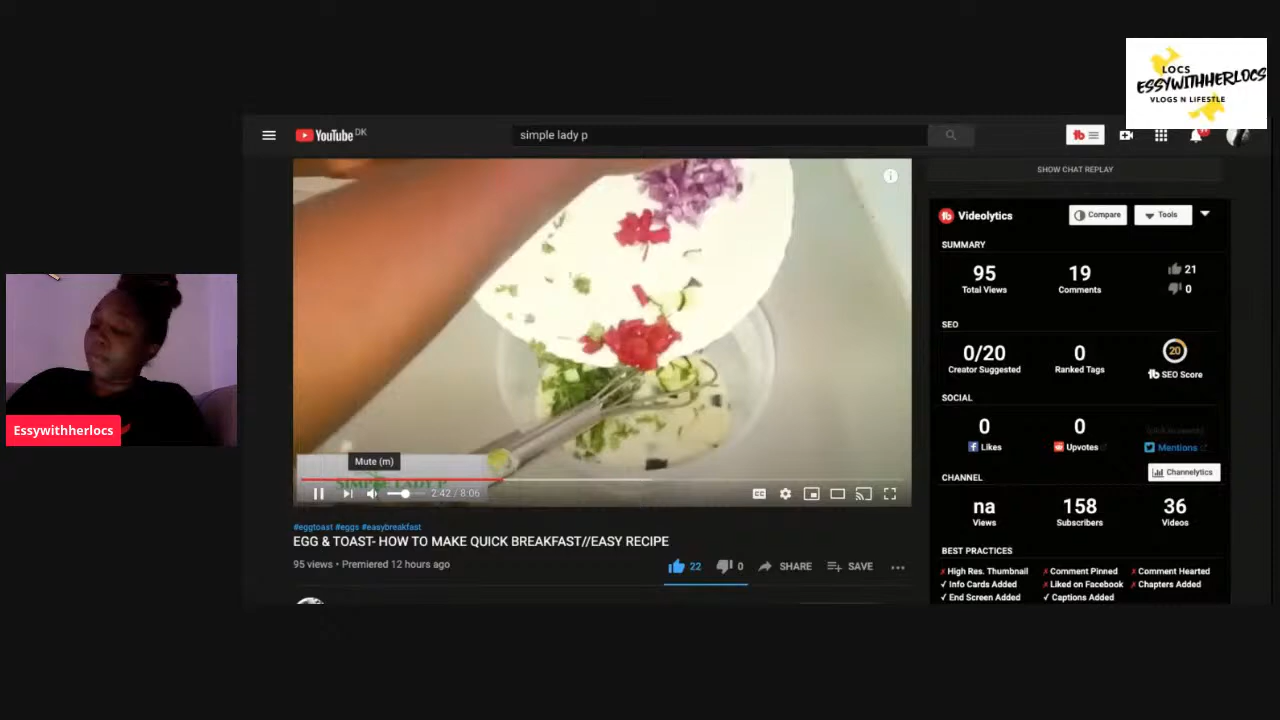 LOCS
ESSYWITHHERLOCS
VLOGS N LIFESTLE
YouTube DK
simple lady p
SHOW CHAT REPLAY
Videolytics
Compare
Tools
SUMMARY
95
Total Views
19
Comments
21
0
SEO
0/20
Creator Suggested
0
Ranked Tags
20
SEO Score
SOCIAL
0
Likes
0
Upvotes
Mentions
Channelytics
CHANNEL
na
Views
158
Subscribers
36
Videos
BEST PRACTICES
High Res. Thumbnail
Comment Pinned
Comment Hearted
Info Cards Added
Liked on Facebook
Chapters Added
End Screen Added
Captions Added
Essywithherlocs
Mute (m)
SIMPLE LADY P
2:42 / 8:06
#eggtoast #eggs #easybreakfast
EGG & TOAST- HOW TO MAKE QUICK BREAKFAST//EASY RECIPE
95 views • Premiered 12 hours ago
22
0
SHARE
SAVE